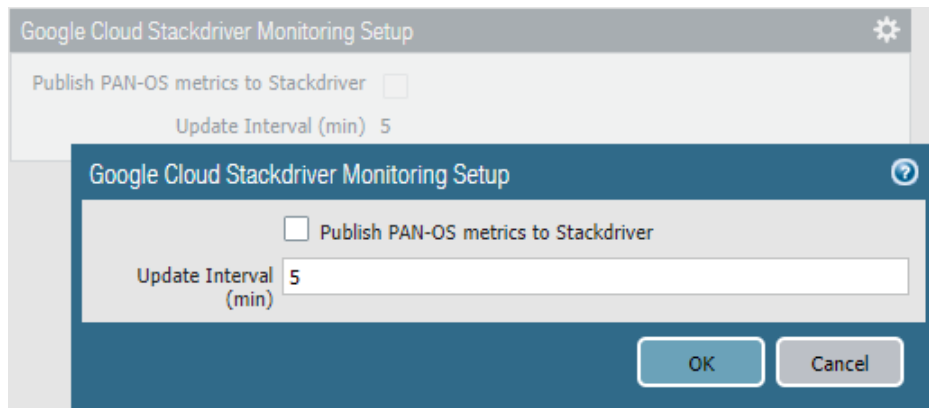 Google Cloud Stackdriver Monitoring Setup
Publish PAN-OS metrics to Stackdriver
Update Interval (min) 5
Google Cloud Stackdriver Monitoring Setup
?
Publish PAN-OS metrics to Stackdriver
Update Interval
(min)
5
OK
Cancel